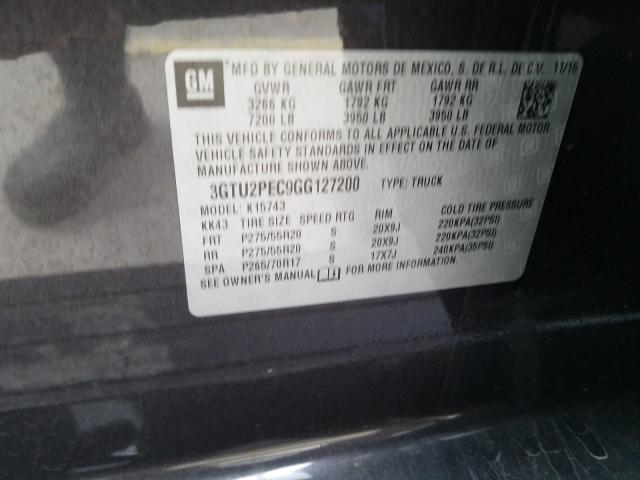 GM
MFD BY GENERAL MOTORS DE MEXICO, S. DE R.L. DE C.V. 11/15
GVWR GAWR FRT GAWR RR
3266 KG 1792 KG 1792 KG
7200 LB 3950 LB 3950 LB
THIS VEHICLE CONFORMS TO ALL APPLICABLE U.S. FEDERAL MOTOR
VEHICLE SAFETY STANDARDS IN EFFECT ON THE DATE OF
MANUFACTURE SHOWN ABOVE.
3GTU2PEC9GG127200 TYPE: TRUCK
MODEL: K15743
KK43 TIRE SIZE SPEED RTG RIM COLD TIRE PRESSURE
FRT P275/55R20 S 20X9J 220KPA(32PSI)
RR P275/55R20 S 20X9J 220KPA(32PSI)
SPA P265/70R17 S 17X7J 240KPA(35PSI)
SEE OWNER'S MANUAL FOR MORE INFORMATION.